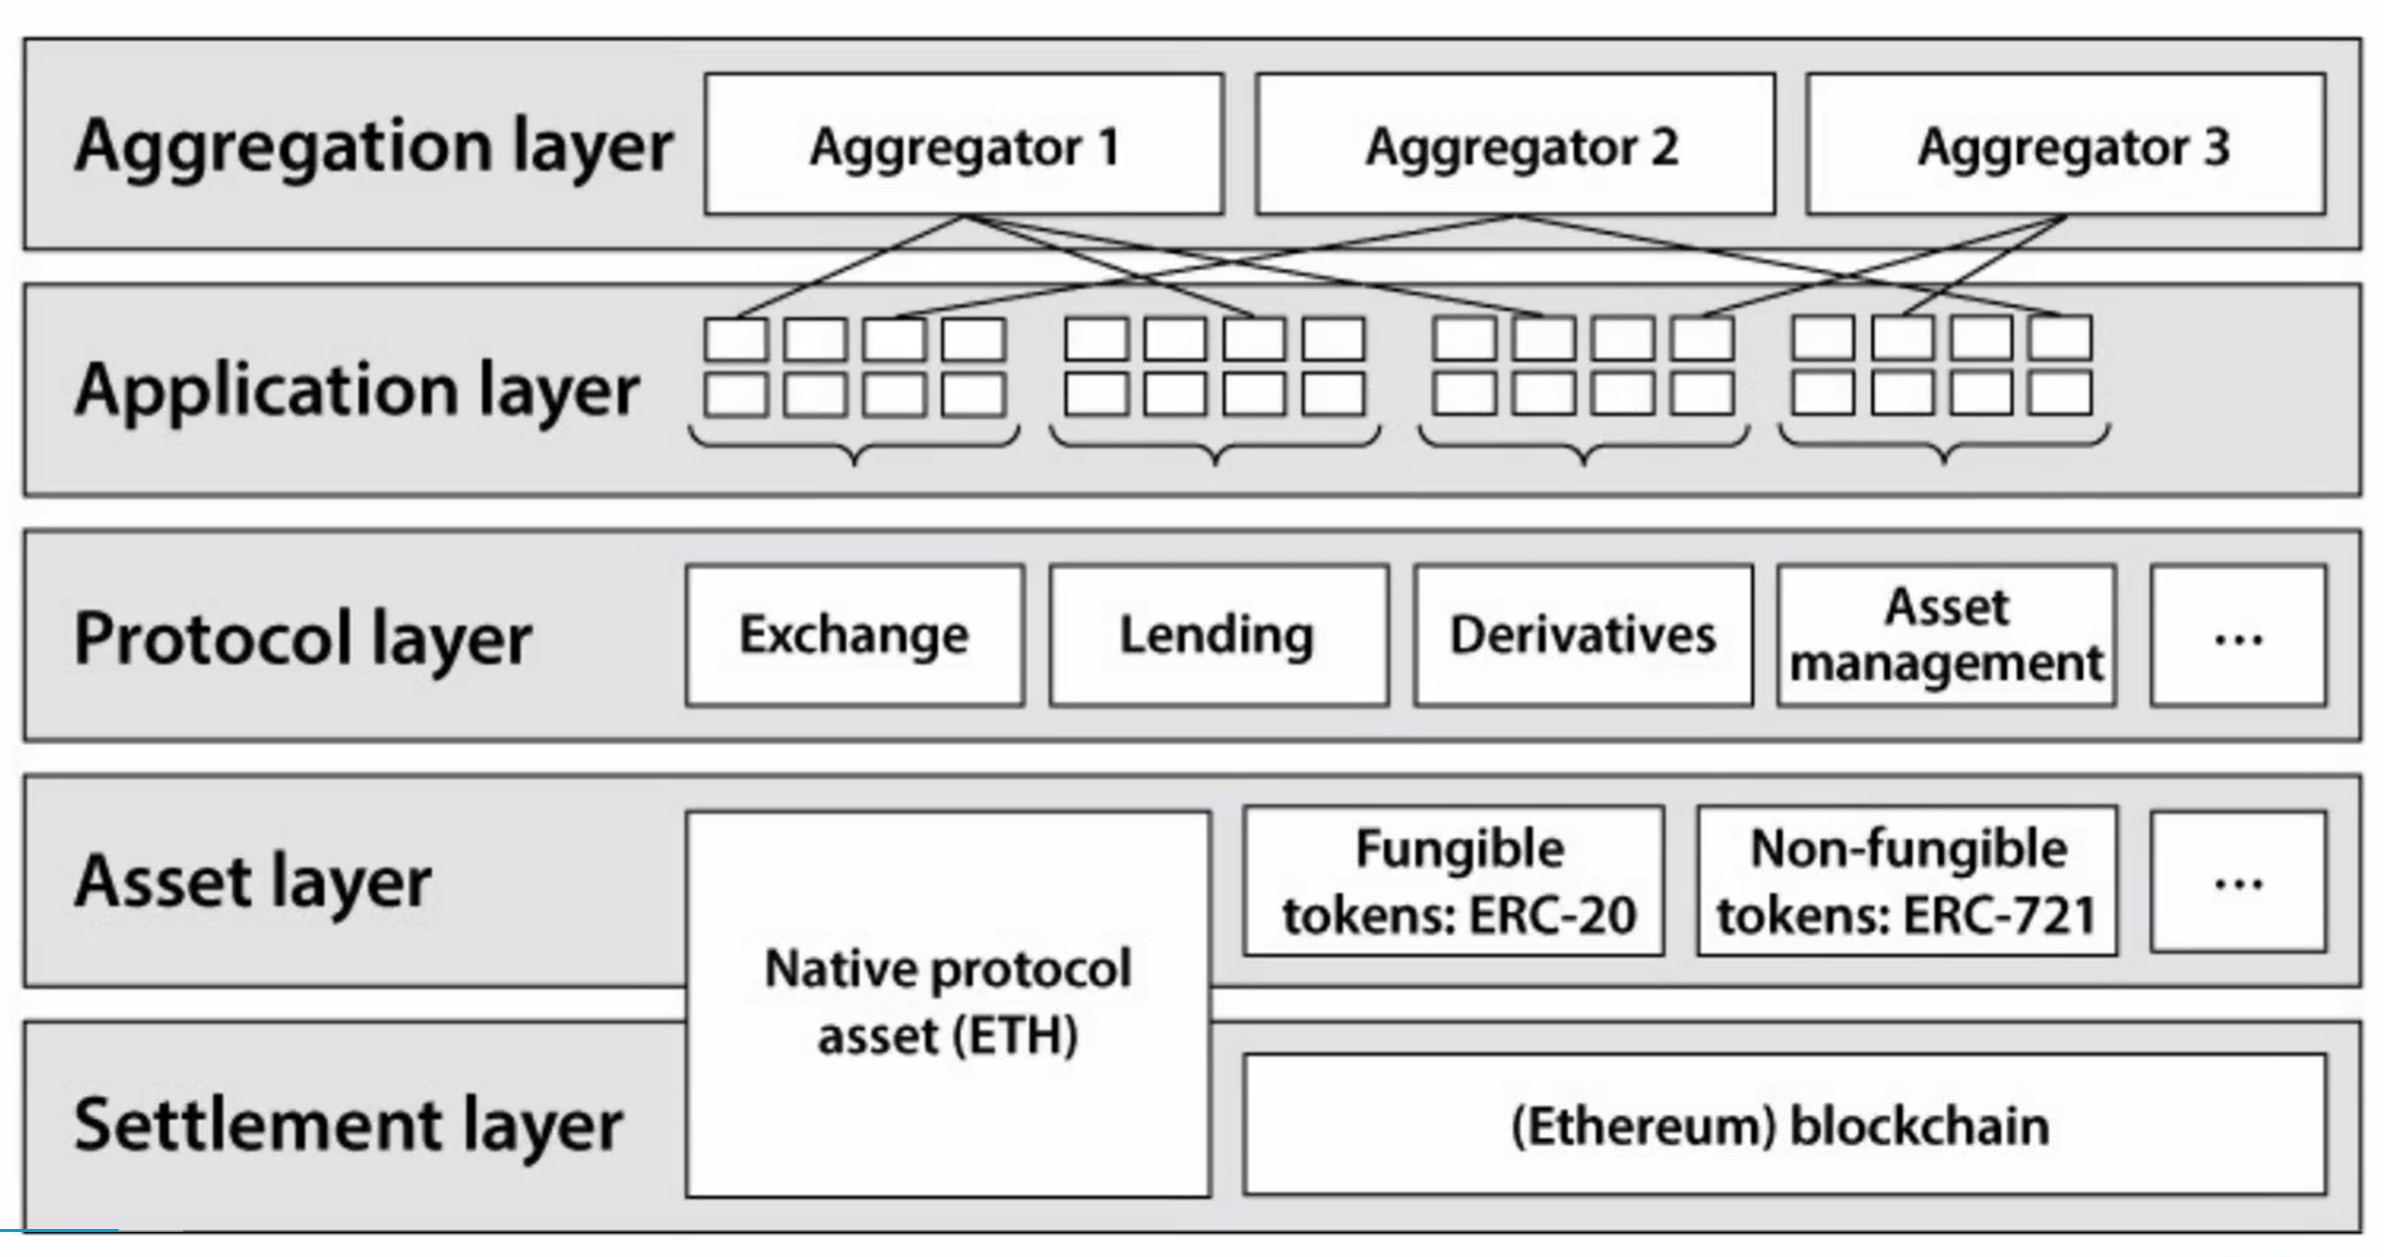 Aggregation layer
Aggregator 1
Aggregator 2
Aggregator 3
Application layer
Protocol layer
Exchange
Lending
Derivatives
Asset
management
...
Asset layer
Native protocol
asset (ETH)
Fungible
tokens: ERC-20
Non-fungible
tokens: ERC-721
...
Settlement layer
(Ethereum) blockchain